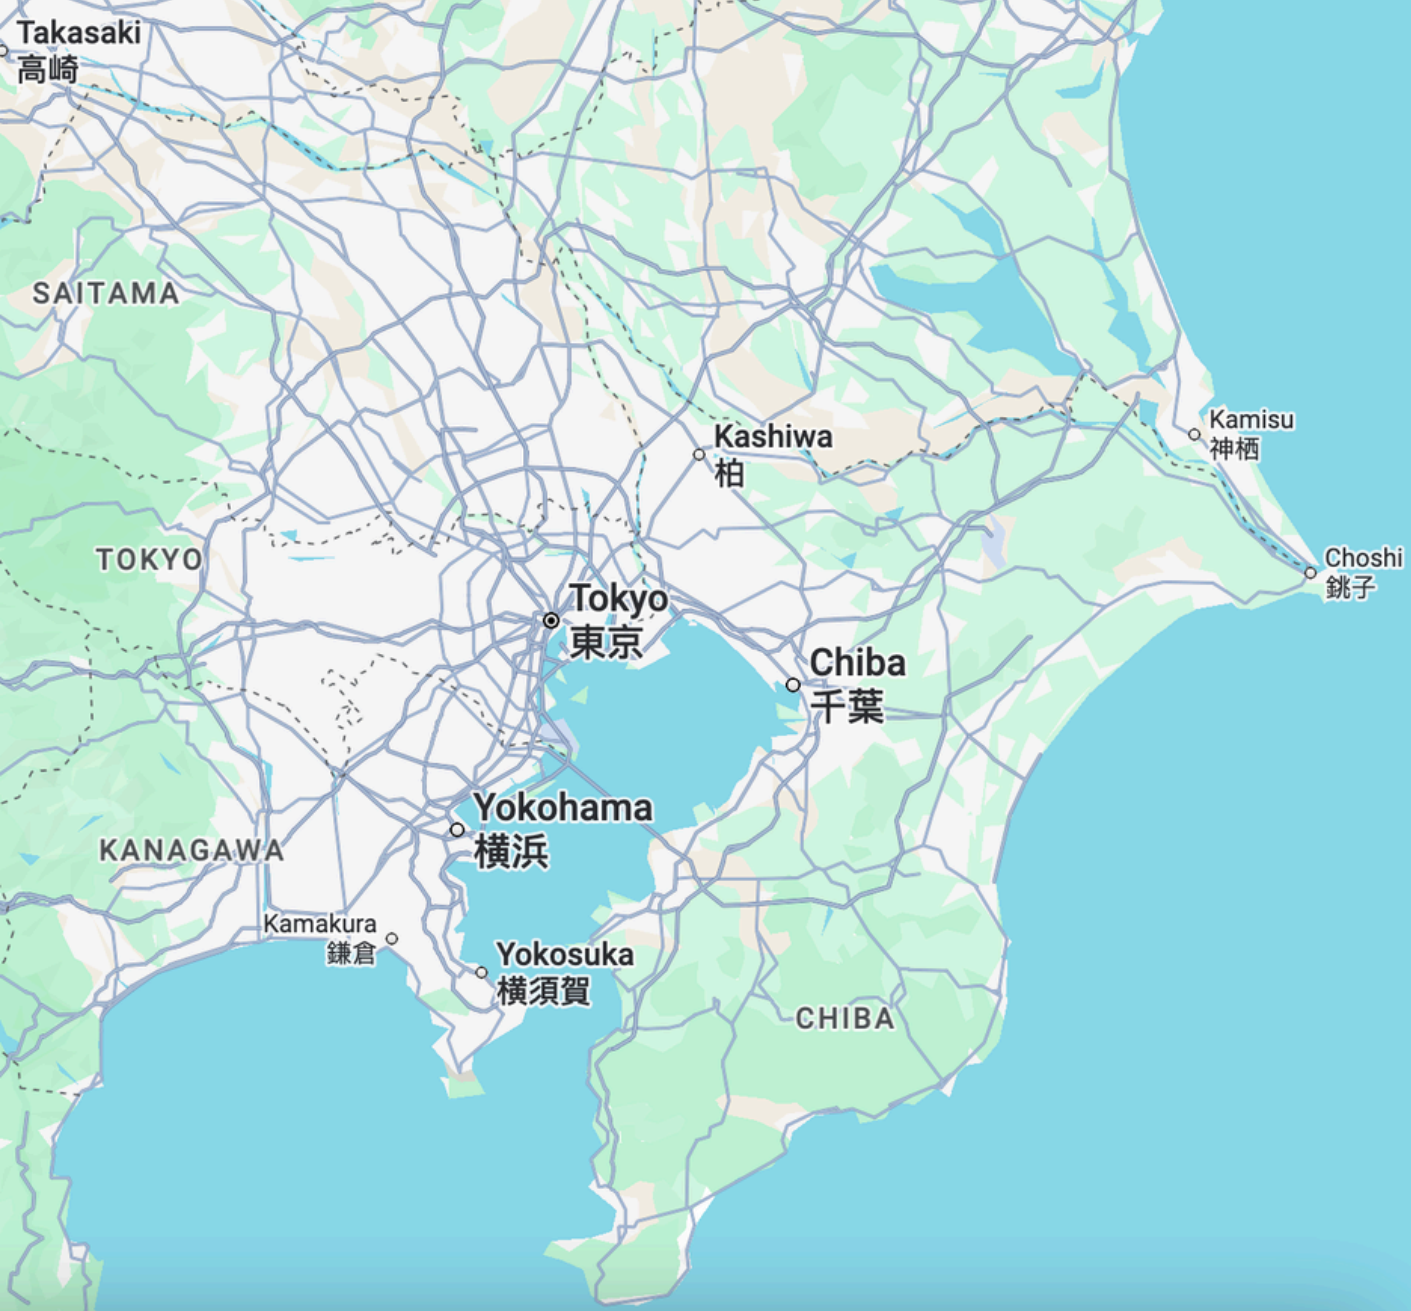 Takasaki
高崎
SAITAMA
Kashiwa
柏
Kamisu
神栖
TOKYO
Choshi
銚子
Tokyo
東京
Chiba
千葉
Yokohama
横浜
KANAGAWA
Kamakura
鎌倉
Yokosuka
横須賀
CHIBA